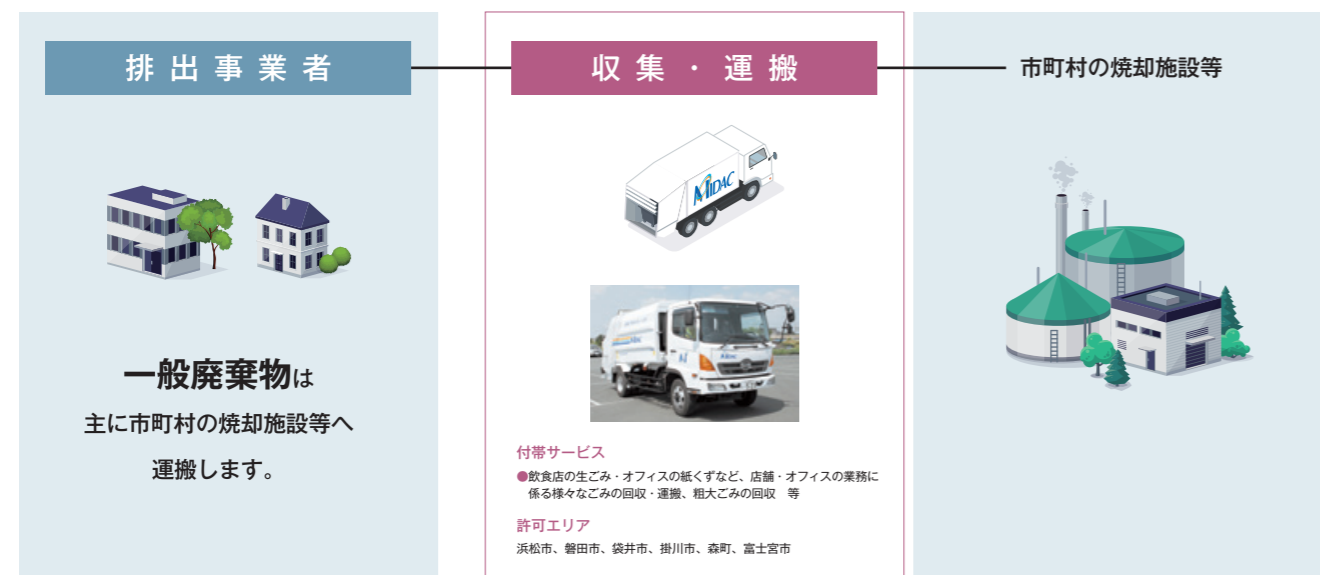 排出事業者
収集・運搬
市町村の焼却施設等
MIDAC
一般廃棄物は
主に市町村の焼却施設等へ
運搬します。
付帯サービス
●飲食店の生ごみ・オフィスの紙くずなど、店舗・オフィスの業務に
係る様々なごみの回収・運搬、粗大ごみの回収　等
許可エリア
浜松市、磐田市、袋井市、掛川市、森町、富士宮市